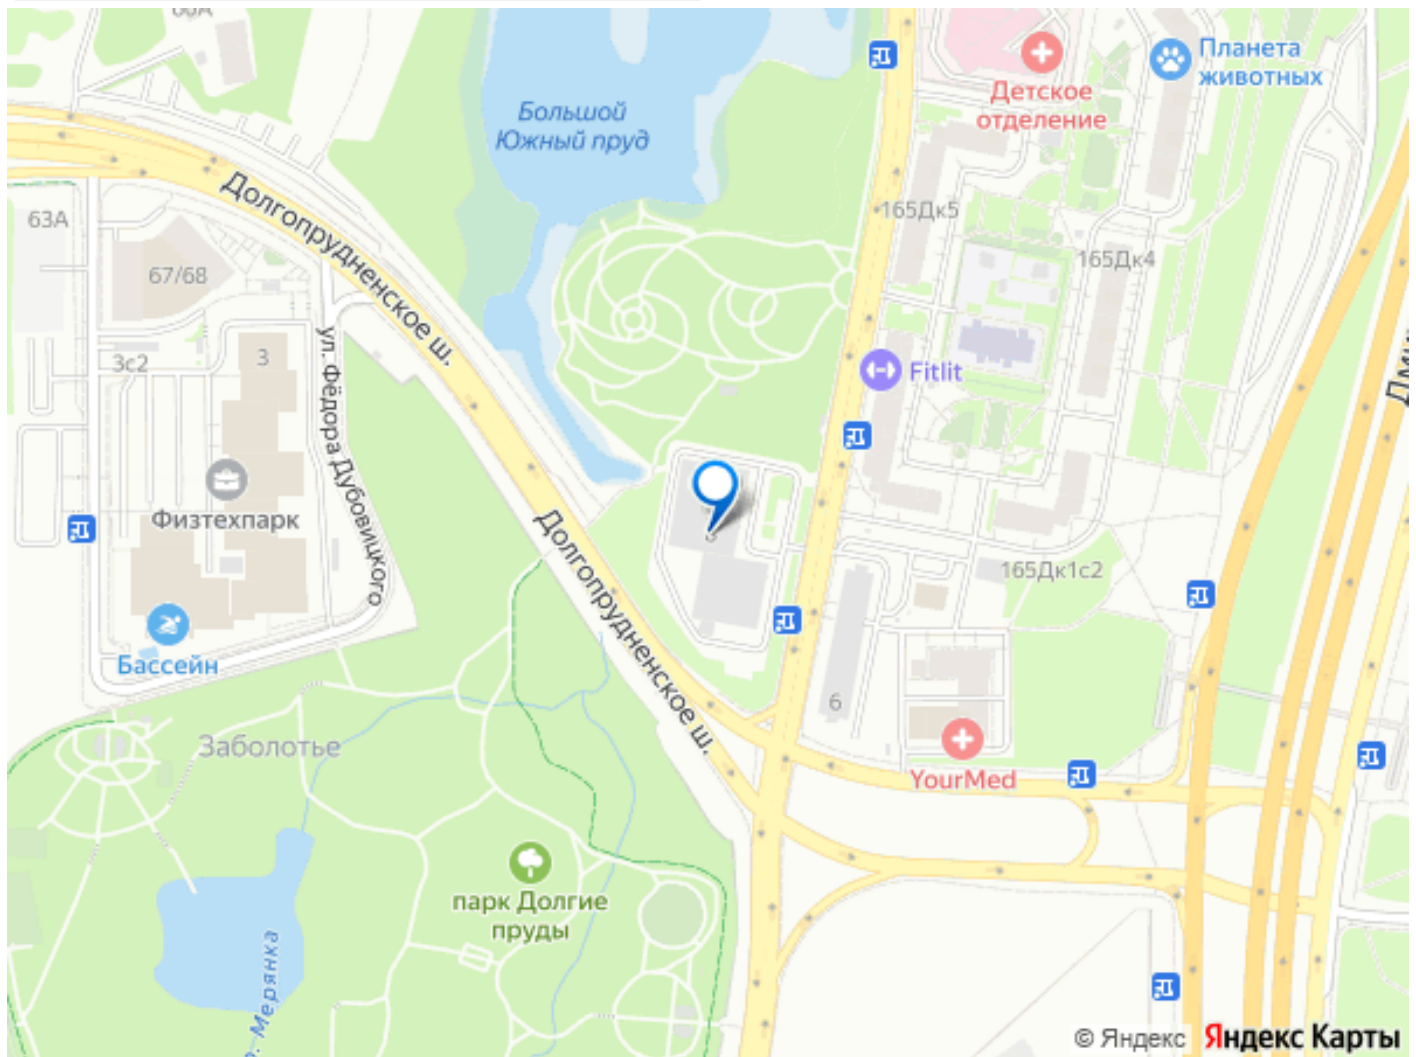 Большой
Южный пруд
Детское
отделение
Планета
животных
Долгопрудненское ш.
63А
67/68
165Дк5
165Дк4
3с2
3
ул. Фёдора Дубовицкого
Fitlit
Физтехпарк
Долгопрудненское ш.
165Дк1с2
Бассейн
6
Заболотье
YourMed
парк Долгие
пруды
Мерянка
© Яндекс
Яндекс Карты